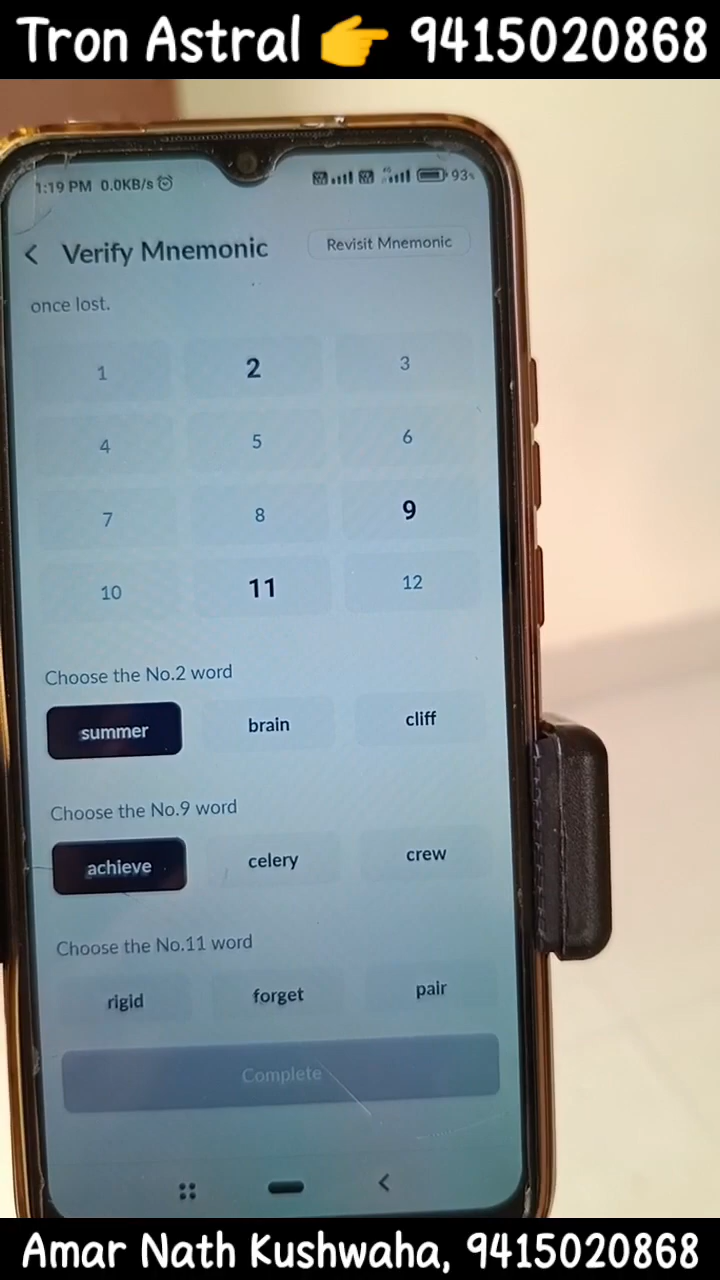 Tron Astral 👉 9415020868
1:19 PM 0.0KB/s 93
Verify Mnemonic Revisit Mnemonic
once lost.
1 2 3
4 5 6
7 8 9
10 11 12
Choose the No.2 word
summer brain cliff
Choose the No.9 word
achieve celery crew
Choose the No.11 word
rigid forget pair
Complete
Amar Nath Kushwaha, 9415020868